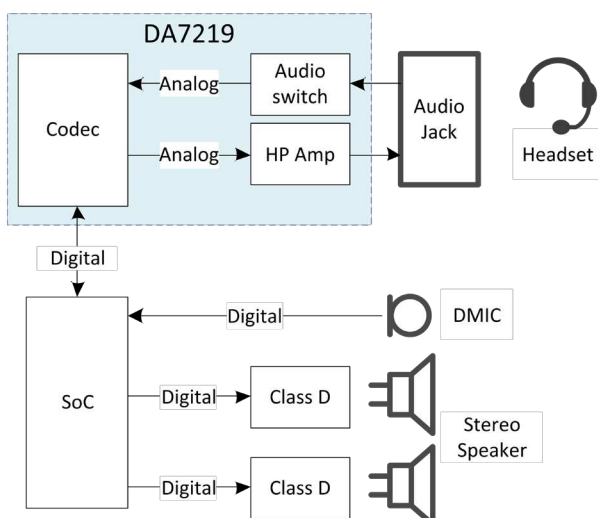 DA7219
Codec
Analog
Audio
switch
Audio
Jack
Headset
Analog
HP Amp
Digital
SoC
Digital
DMIC
Digital
Class D
Stereo
Speaker
Digital
Class D